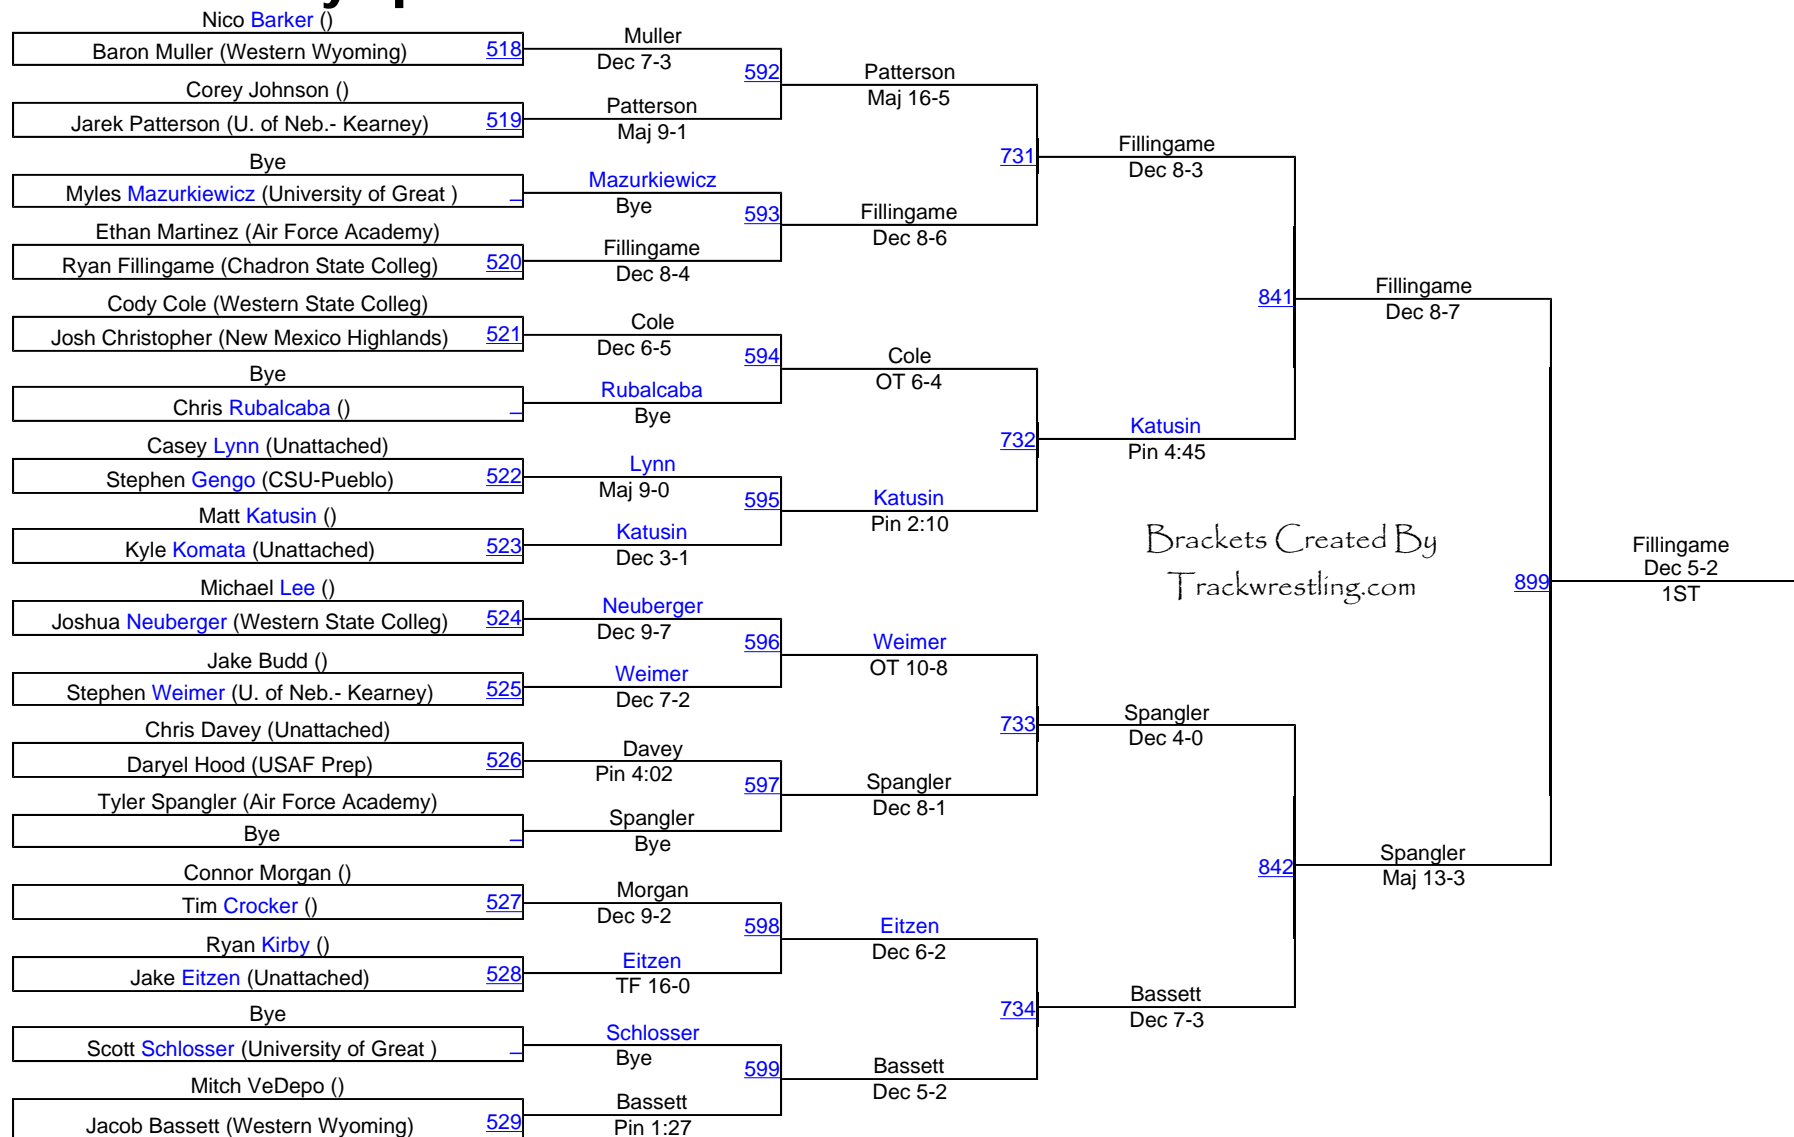 Nico Barker ()
Baron Muller (Western Wyoming) 518
Corey Johnson ()
Jarek Patterson (U. of Neb.- Kearney) 519
Bye
Myles Mazurkiewicz (University of Great )
Ethan Martinez (Air Force Academy)
Ryan Fillingame (Chadron State Colleg) 520
Cody Cole (Western State Colleg)
Josh Christopher (New Mexico Highlands) 521
Bye
Chris Rubalcaba ()
Casey Lynn (Unattached)
Stephen Gengo (CSU-Pueblo) 522
Matt Katusin ()
Kyle Komata (Unattached) 523
Michael Lee ()
Joshua Neuberger (Western State Colleg) 524
Jake Budd ()
Stephen Weimer (U. of Neb.- Kearney) 525
Chris Davey (Unattached)
Daryel Hood (USAF Prep) 526
Tyler Spangler (Air Force Academy)
Bye
Connor Morgan ()
Tim Crocker () 527
Ryan Kirby ()
Jake Eitzen (Unattached) 528
Bye
Scott Schlosser (University of Great )
Mitch VeDepo ()
Jacob Bassett (Western Wyoming) 529
Muller
Dec 7-3
592
Patterson
Maj 9-1
Mazurkiewicz
Bye
593
Fillingame
Dec 8-4
Cole
Dec 6-5
594
Rubalcaba
Bye
Lynn
Maj 9-0
595
Katusin
Dec 3-1
Neuberger
Dec 9-7
596
Weimer
Dec 7-2
Davey
Pin 4:02
597
Spangler
Bye
Morgan
Dec 9-2
598
Eitzen
TF 16-0
Schlosser
Bye
599
Bassett
Pin 1:27
Patterson
Maj 16-5
731
Fillingame
Dec 8-6
Cole
OT 6-4
732
Katusin
Pin 2:10
Weimer
OT 10-8
733
Spangler
Dec 8-1
Eitzen
Dec 6-2
734
Bassett
Dec 5-2
Fillingame
Dec 8-3
841
Katusin
Pin 4:45
Brackets Created By
Trackwrestling.com
Spangler
Dec 4-0
842
Bassett
Dec 7-3
Fillingame
Dec 8-7
899
Spangler
Maj 13-3
Fillingame
Dec 5-2
1ST